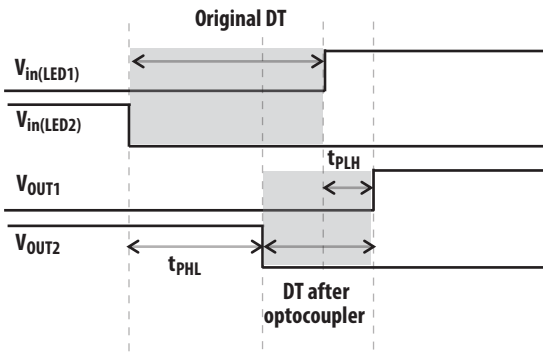 Original DT
Vin(LED1)
Vin(LED2)
tPLH
VOUT1
VOUT2
tPHL
DT after
optocoupler